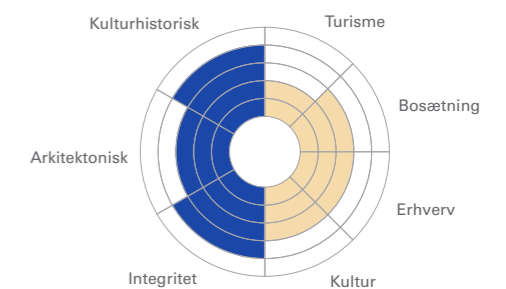 Kulturhistorisk
Turisme
Bosætning
Arkitektonisk
Erhverv
Integritet
Kultur